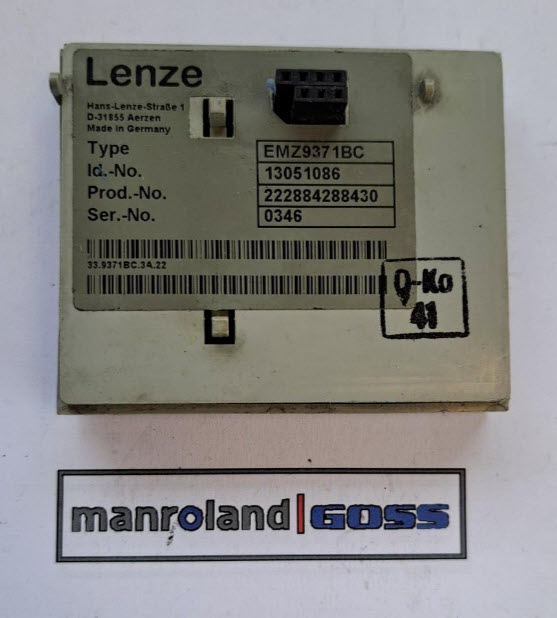 Lenze
Hans-Lenze-Straße 1
D-31855 Aerzen
Made in Germany
Type EMZ9371BC
Id.-No. 13051086
Prod.-No. 222884288430
Ser.-No. 0346
33.9371BC.3A.22
Q-Ko
41
manroland|GOSS